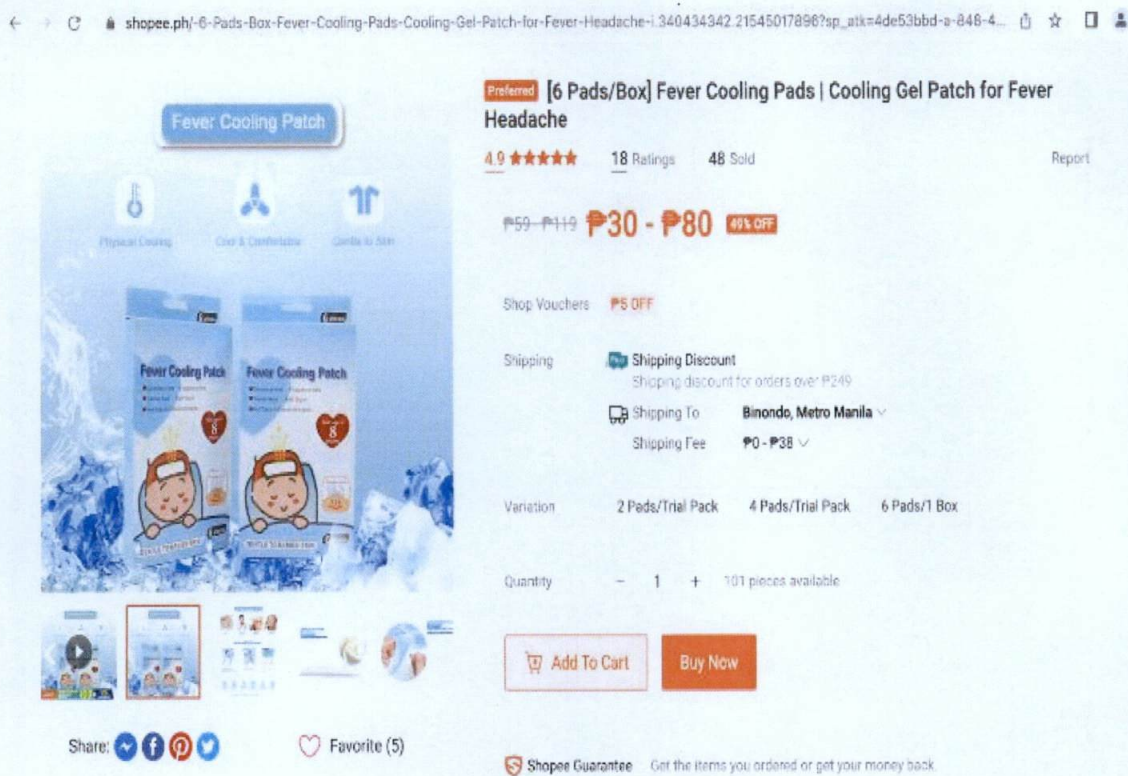 shopee.ph/-6-Pads-Box-Fever-Cooling-Pads-Cooling-Gel-Patch-for-Fever-Headache-i.340434342.21545017898?sp_atk=4de53bbd-a-848-4...
Fever Cooling Patch
Physical Cooling
Cool & Comfortable
Gentle to Skin
Fever Cooling Patch
Fever Cooling Patch
8
8
Preferred [6 Pads/Box] Fever Cooling Pads | Cooling Gel Patch for Fever
Headache
4.9 18 Ratings 48 Sold Report
₱59 - ₱119 ₱30 - ₱80 49% OFF
Shop Vouchers ₱5 OFF
Shipping Shipping Discount
Shipping discount for orders over ₱249
Shipping To Binondo, Metro Manila
Shipping Fee ₱0 - ₱38
Variation 2 Pads/Trial Pack 4 Pads/Trial Pack 6 Pads/1 Box
Quantity - 1 + 101 pieces available
Add To Cart Buy Now
Share: Favorite (5)
Shopee Guarantee Get the items you ordered or get your money back